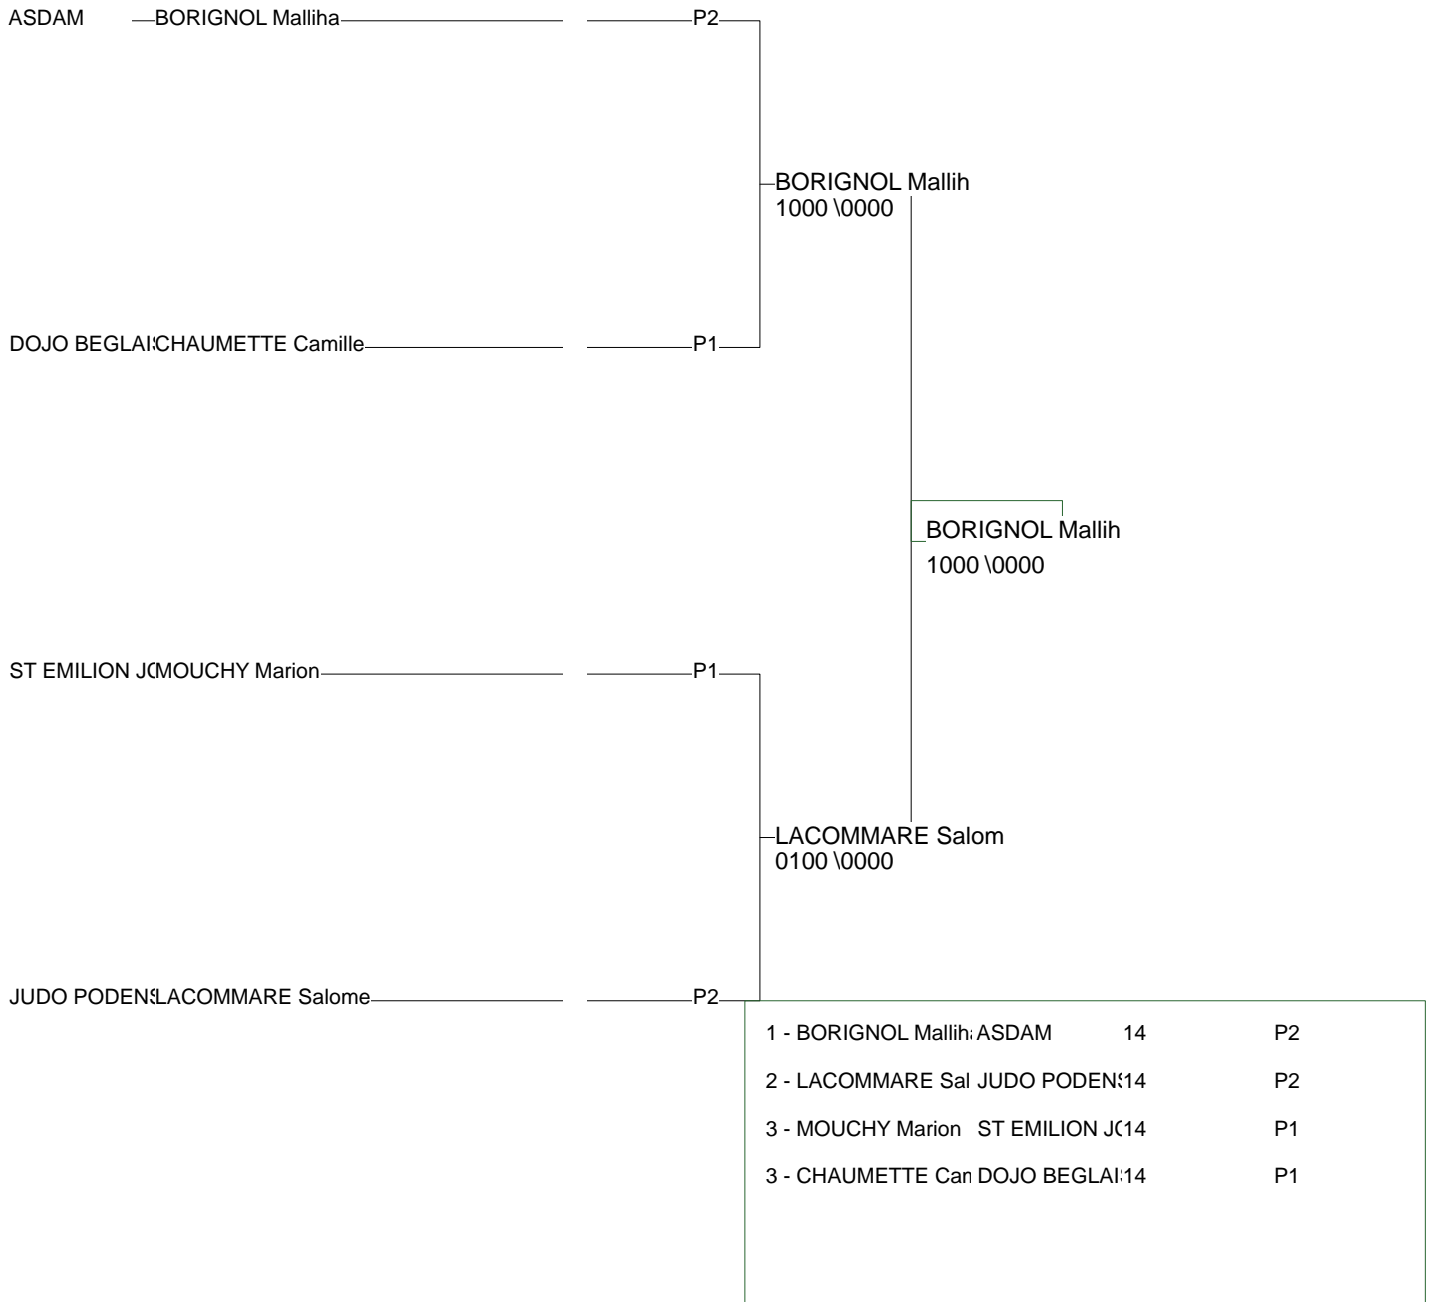 ASDAM BORIGNOL Malliha P2
BORIGNOL Mallih
1000 \0000
DOJO BEGLAI CHAUMETTE Camille P1
BORIGNOL Mallih
1000 \0000
ST EMILION J MOUCHY Marion P1
LACOMMARE Salom
0100 \0000
JUDO PODEN LACOMMARE Salome P2
1 - BORIGNOL Mallih ASDAM 14 P2
2 - LACOMMARE Sal JUDO PODEN 14 P2
3 - MOUCHY Marion ST EMILION J 14 P1
3 - CHAUMETTE Cam DOJO BEGLAI 14 P1